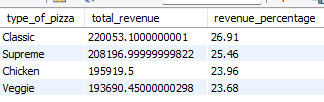 type_of_pizza total_revenue revenue_percentage
Classic 220053.1000000001 26.91
Supreme 208196.99999999822 25.46
Chicken 195919.5 23.96
Veggie 193690.45000000298 23.68